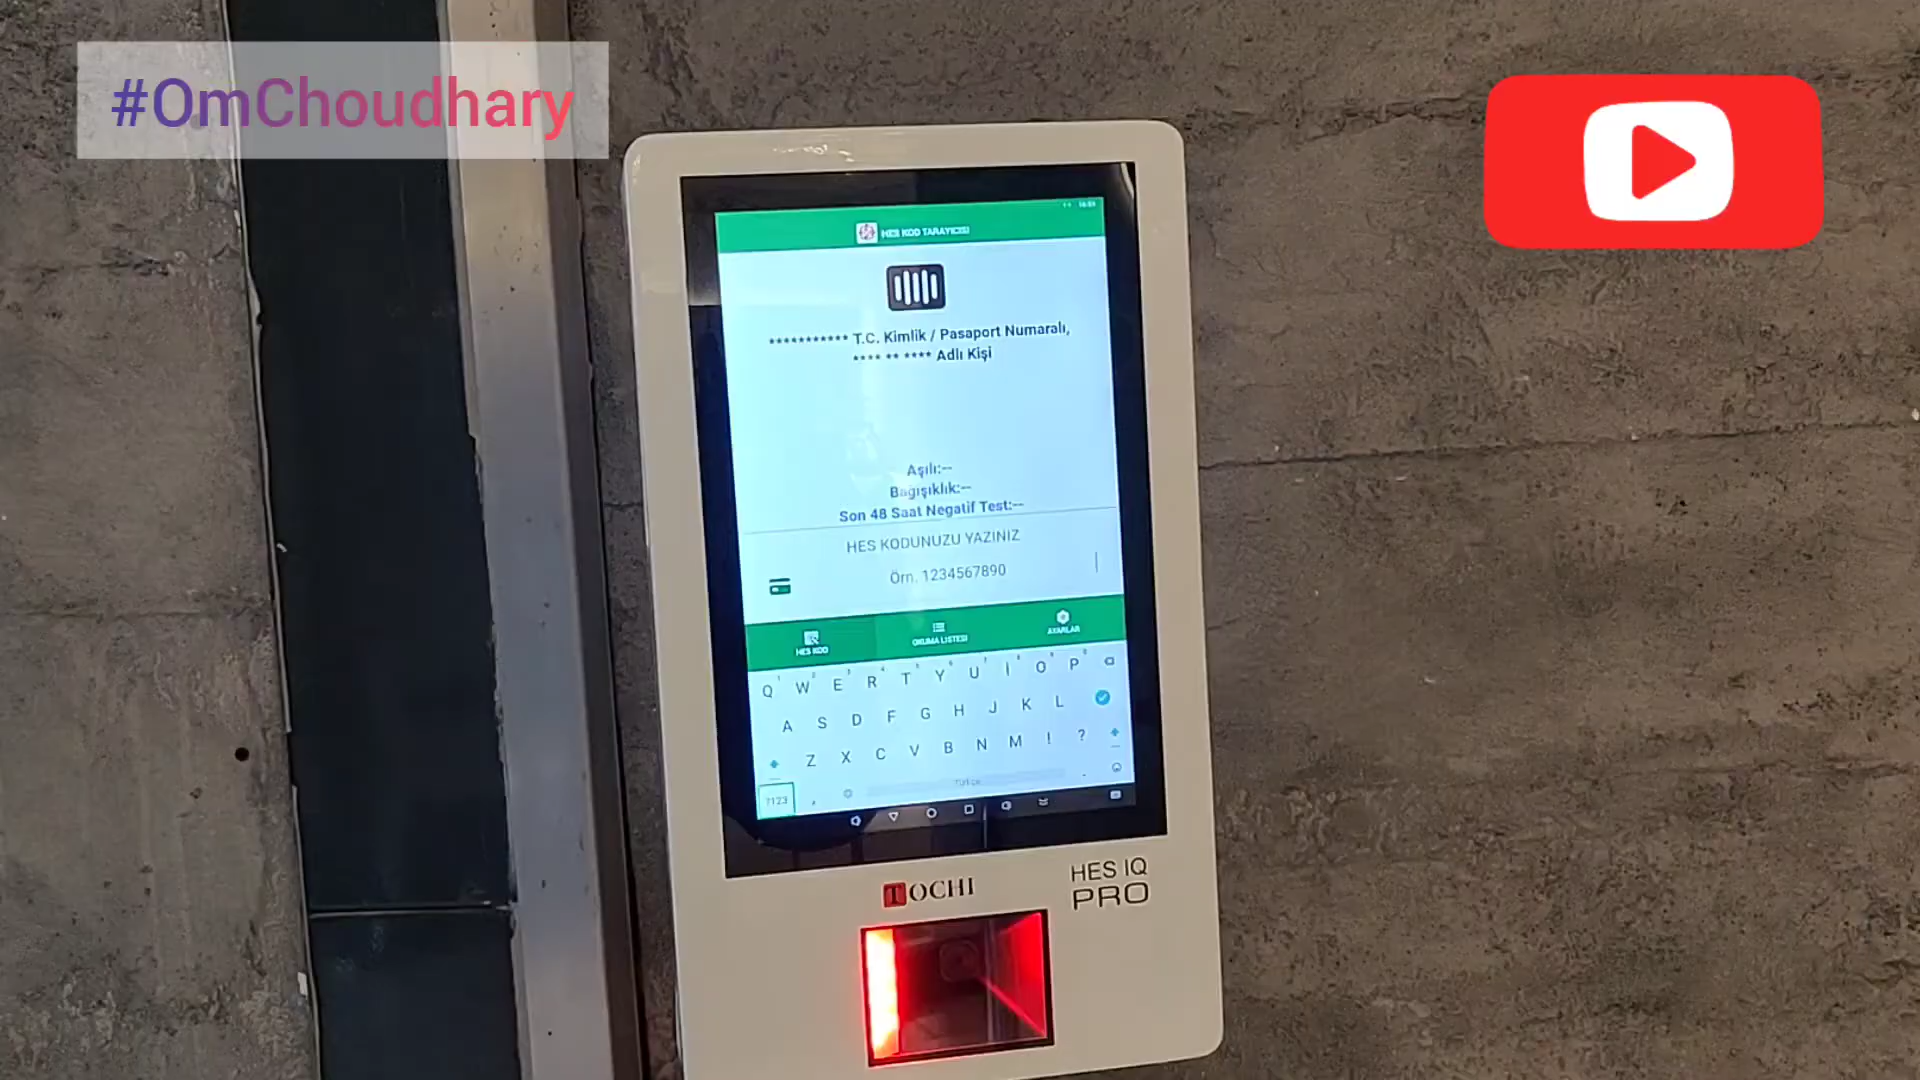 #OmChoudhary
HES KOD TARAYICISI
*********** T.C. Kimlik / Pasaport Numaralı,
**** ** **** Adlı Kişi
Aşılı:--
Bağışıklık:--
Son 48 Saat Negatif Test:--
HES KODUNUZU YAZINIZ
Örn. 1234567890
HES KOD
OKUMA LISTESI
AYARLAR
Q W E R T Y U I O P
A S D F G H J K L
Z X C V B N M ! ?
?123 ,
Türkçe
TOCHI
HES IQ
PRO